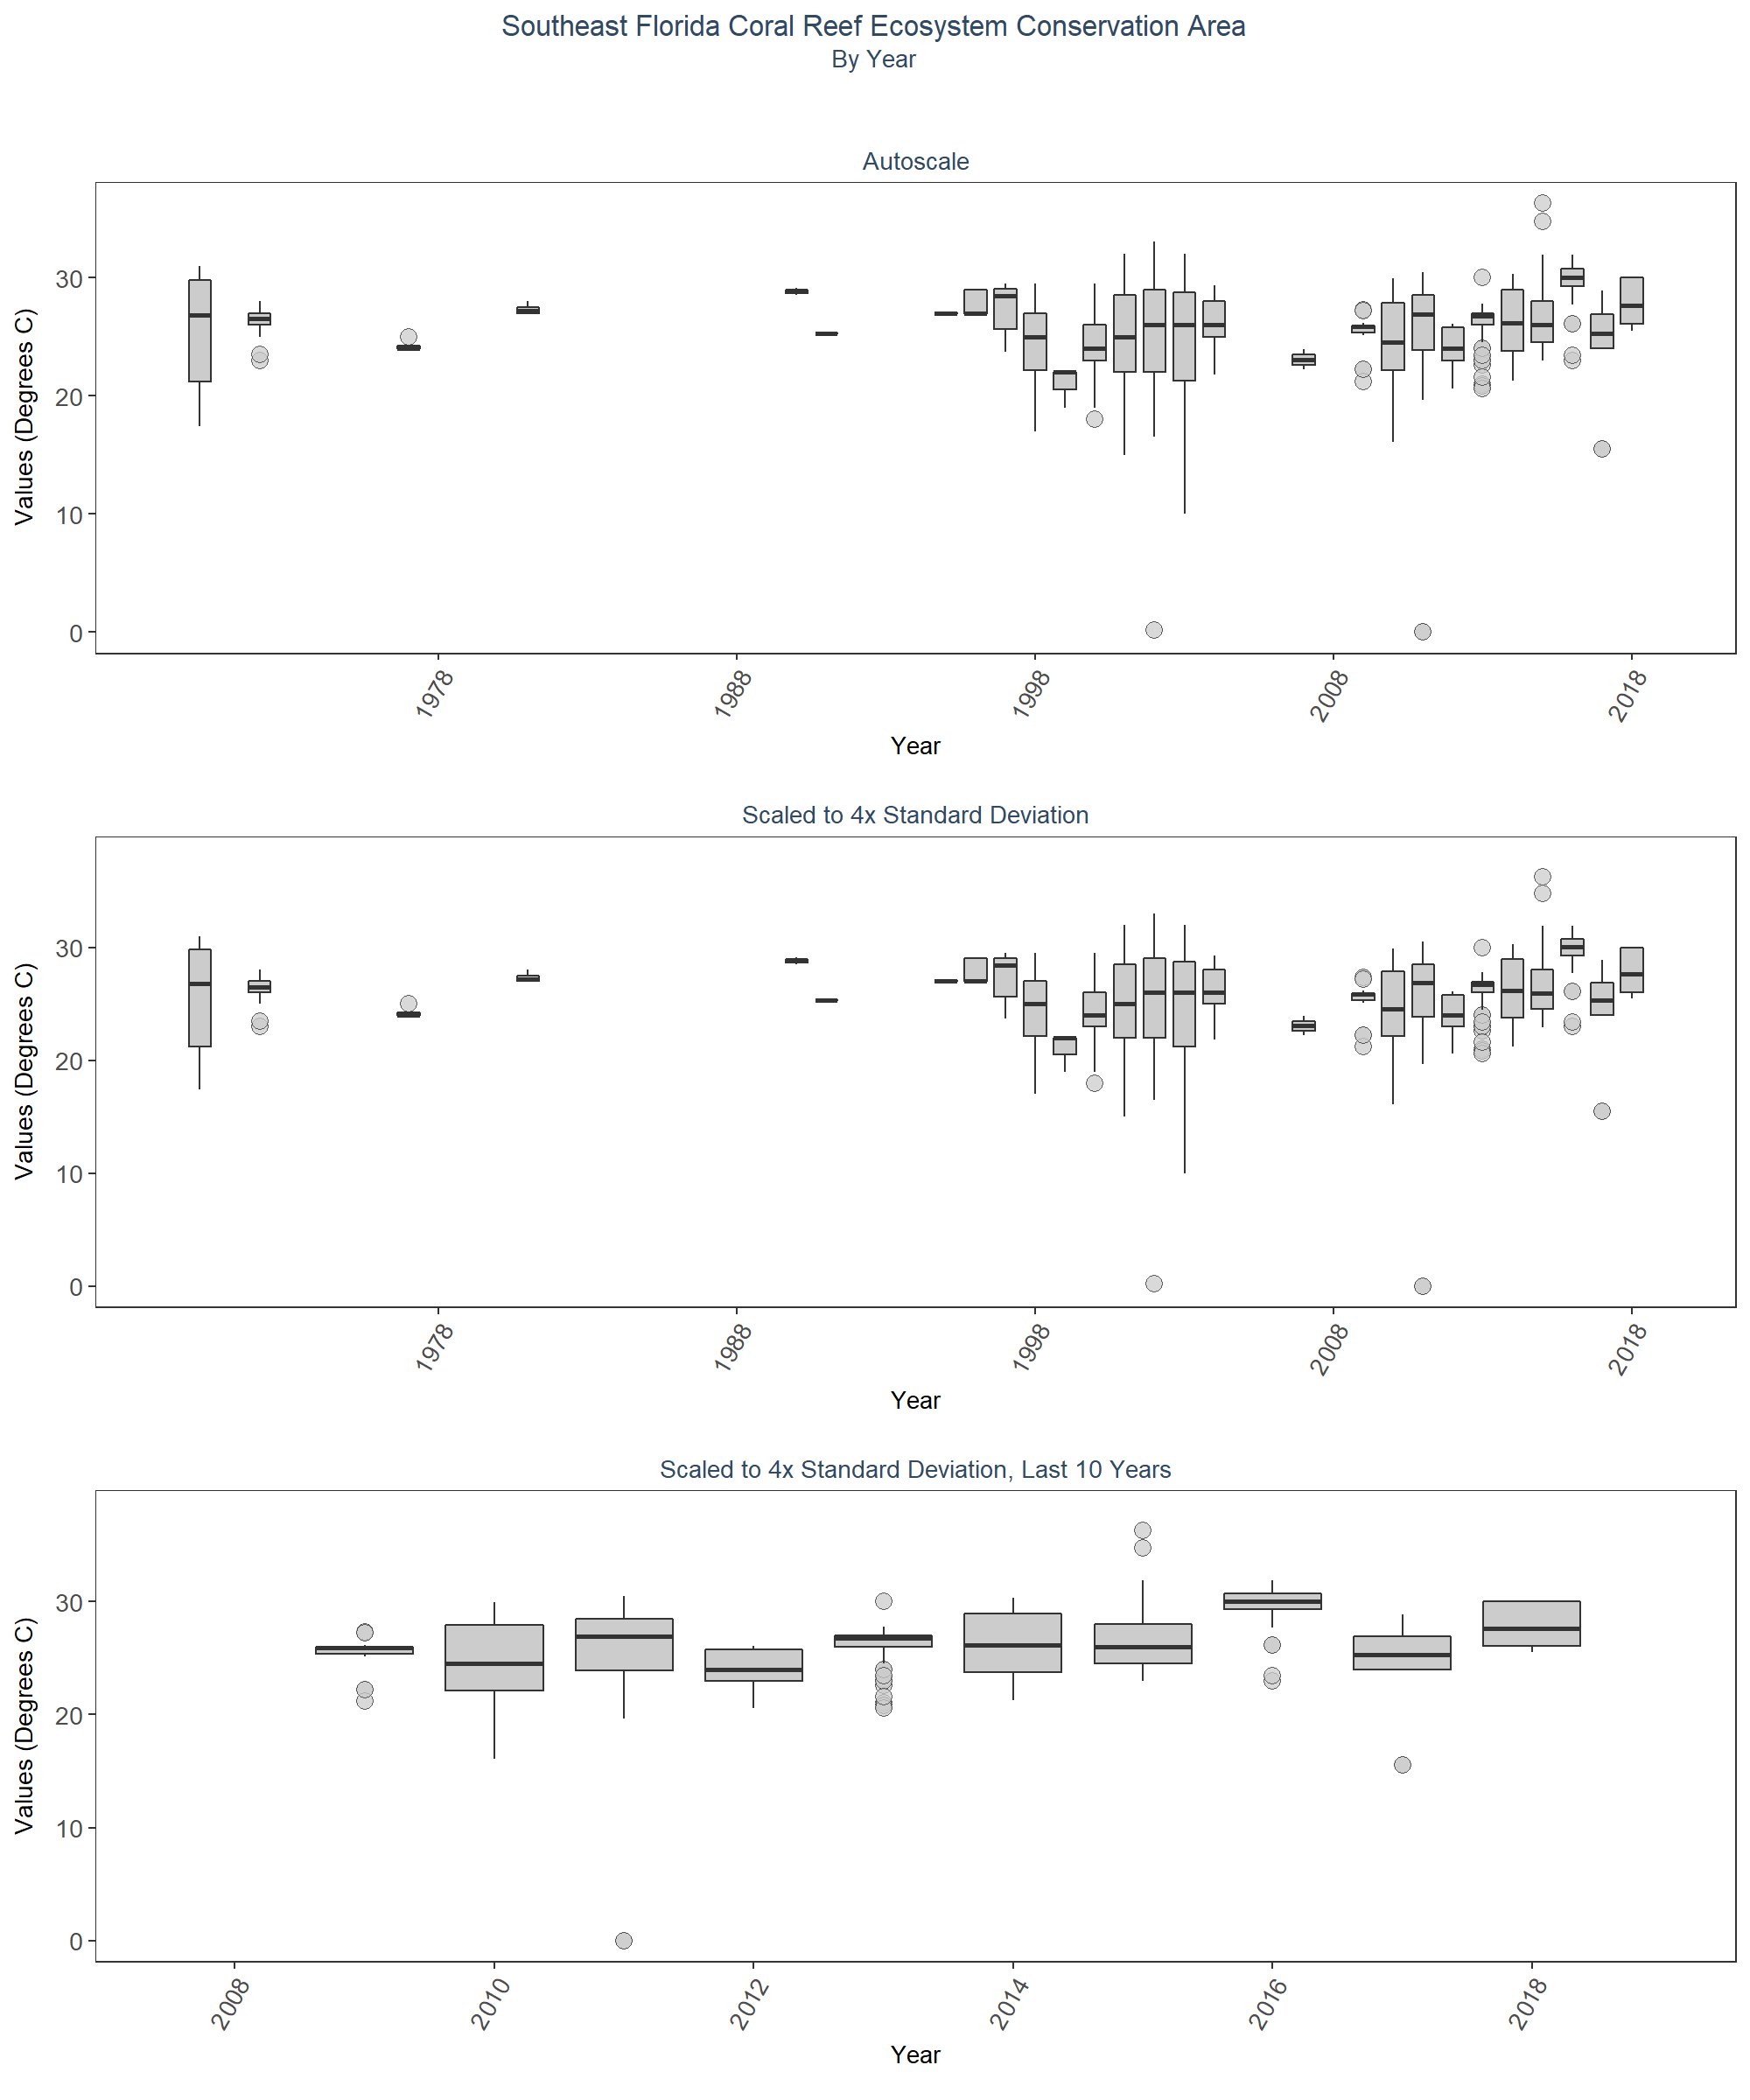 Southeast Florida Coral Reef Ecosystem Conservation Area
By Year
Autoscale
Values (Degrees C)
30
20
10
0
1978
1988
1998
2008
2018
Year
Scaled to 4x Standard Deviation
Values (Degrees C)
30
20
10
0
1978
1988
1998
2008
2018
Year
Scaled to 4x Standard Deviation, Last 10 Years
Values (Degrees C)
30
20
10
0
2008
2010
2012
2014
2016
2018
Year